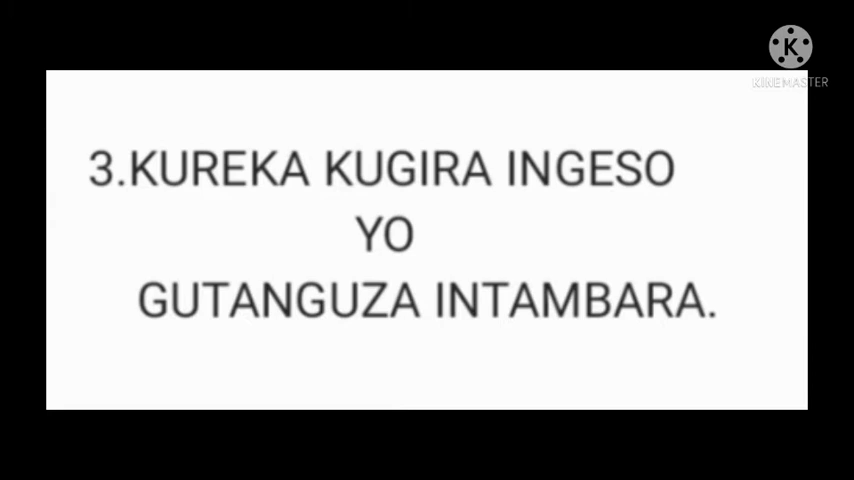 K
KINEMASTER
3.KUREKA KUGIRA INGESO
YO
GUTANGUZA INTAMBARA.